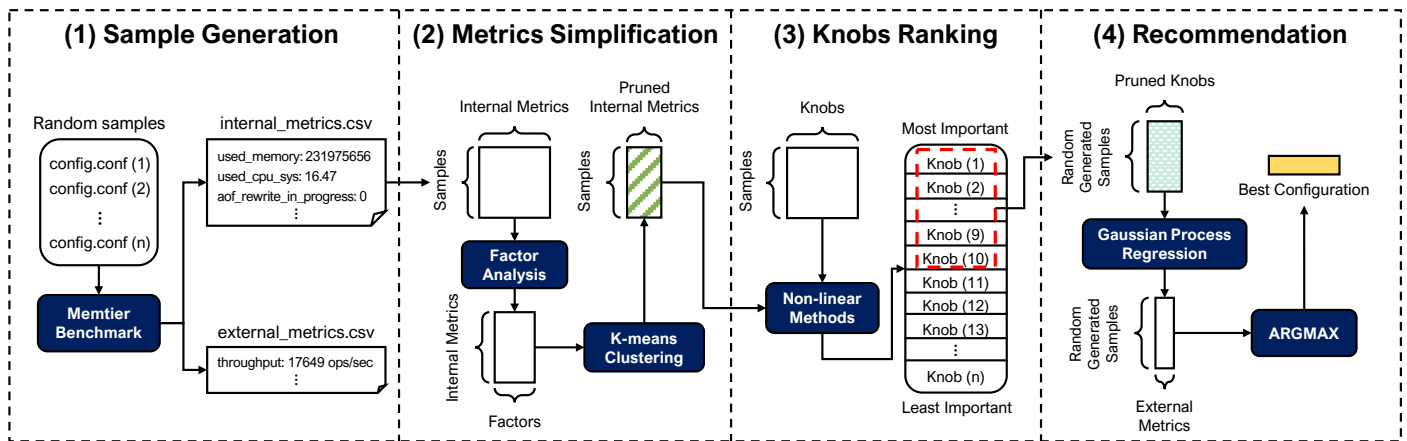 (1) Sample Generation
Random samples
config.conf (1)
config.conf (2)
⋮
config.conf (n)
Memtier
Benchmark
internal_metrics.csv
used_memory: 231975656
used_cpu_sys: 16.47
aof_rewrite_in_progress: 0
⋮
external_metrics.csv
throughput: 17649 ops/sec
⋮
(2) Metrics Simplification
Internal Metrics
Samples
Factor
Analysis
Internal Metrics
Factors
K-means
Clustering
Pruned
Internal Metrics
Samples
(3) Knobs Ranking
Knobs
Samples
Non-linear
Methods
Most Important
Knob (1)
Knob (2)
⋮
Knob (9)
Knob (10)
Knob (11)
Knob (12)
Knob (13)
⋮
Knob (n)
Least Important
(4) Recommendation
Pruned Knobs
Random
Generated
Samples
Gaussian Process
Regression
Random
Generated
Samples
External
Metrics
ARGMAX
Best Configuration